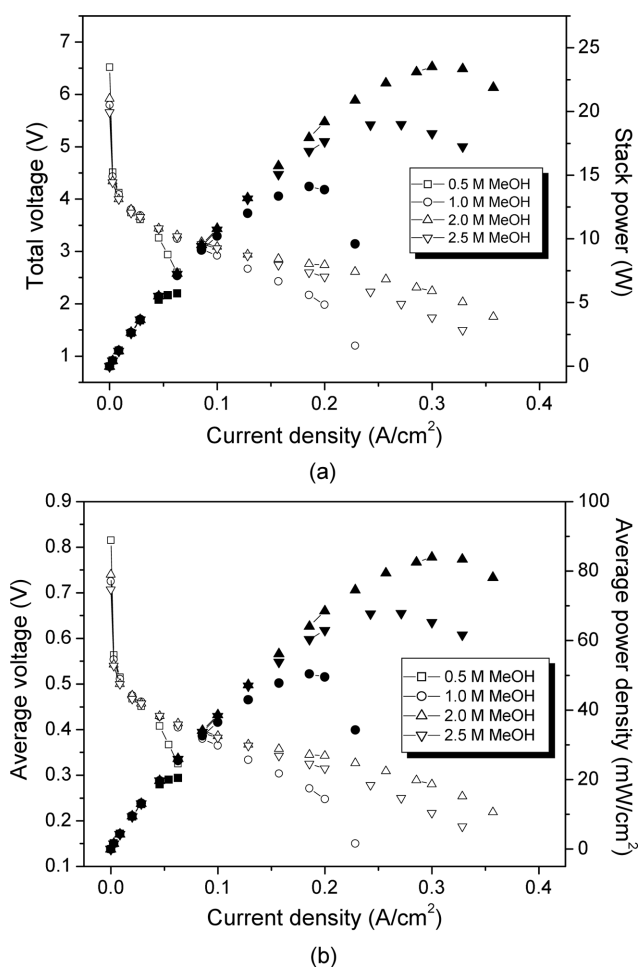 7
6
5
4
3
2
1
Total voltage (V)
25
20
15
10
5
0
Stack power (W)
0.5 M MeOH
1.0 M MeOH
2.0 M MeOH
2.5 M MeOH
0.0 0.1 0.2 0.3 0.4
Current density (A/cm²)
(a)
0.9
0.8
0.7
0.6
0.5
0.4
0.3
0.2
0.1
Average voltage (V)
100
80
60
40
20
0
Average power density (mW/cm²)
0.5 M MeOH
1.0 M MeOH
2.0 M MeOH
2.5 M MeOH
0.0 0.1 0.2 0.3 0.4
Current density (A/cm²)
(b)